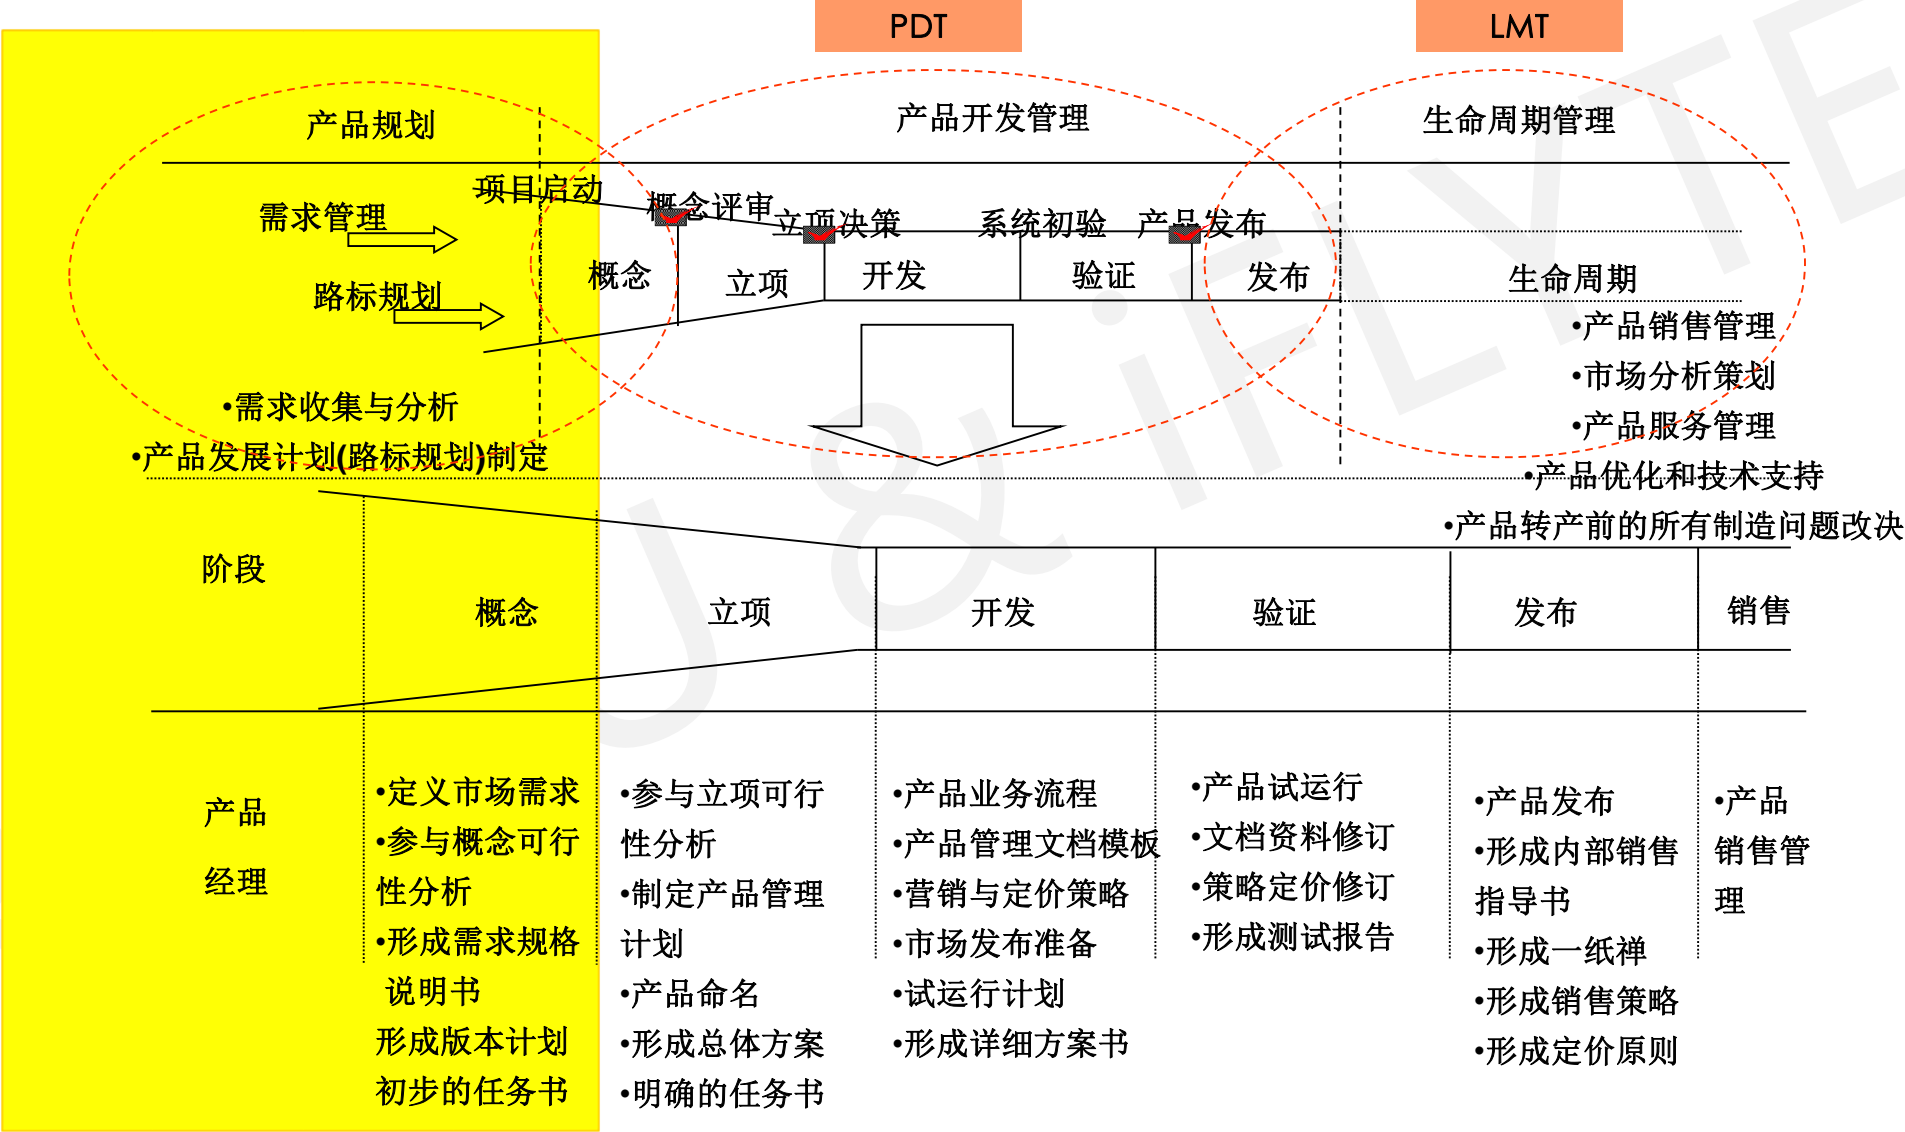 PDT
LMT
产品规划
产品开发管理
生命周期管理
项目启动
概念评审
立项决策
系统初验
产品发布
需求管理
路标规划
概念
立项
开发
验证
发布
生命周期
•产品销售管理
•市场分析策划
•产品服务管理
•产品优化和技术支持
•产品转产前的所有制造问题改决
•需求收集与分析
•产品发展计划(路标规划)制定
阶段
概念
立项
开发
验证
发布
销售
产品
经理
•定义市场需求
•参与概念可行
性分析
•形成需求规格
说明书
形成版本计划
初步的任务书
•参与立项可行
性分析
•制定产品管理
计划
•产品命名
•形成总体方案
•明确的任务书
•产品业务流程
•产品管理文档模板
•营销与定价策略
•市场发布准备
•试运行计划
•形成详细方案书
•产品试运行
•文档资料修订
•策略定价修订
•形成测试报告
•产品发布
•形成内部销售
指导书
•形成一纸禅
•形成销售策略
•形成定价原则
•产品
销售管
理
J & iFLYTE